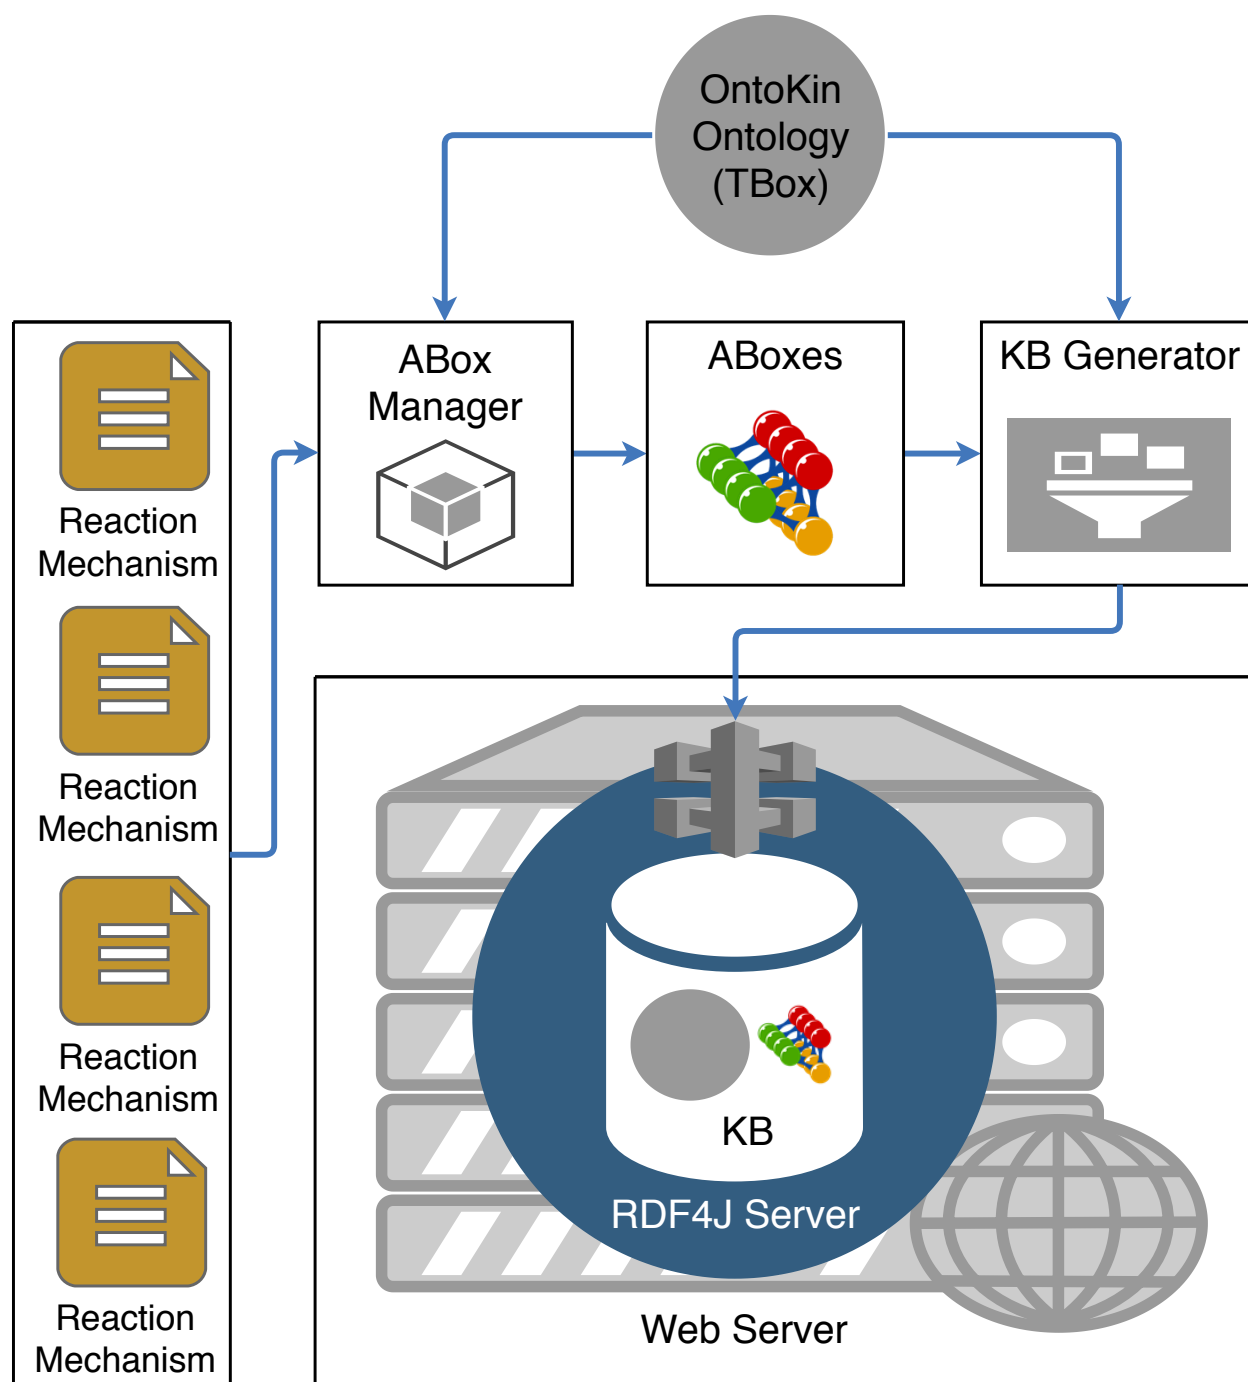 OntoKin
Ontology
(TBox)
ABox
Manager
ABoxes
KB Generator
Reaction
Mechanism
Reaction
Mechanism
Reaction
Mechanism
Reaction
Mechanism
KB
RDF4J Server
Web Server